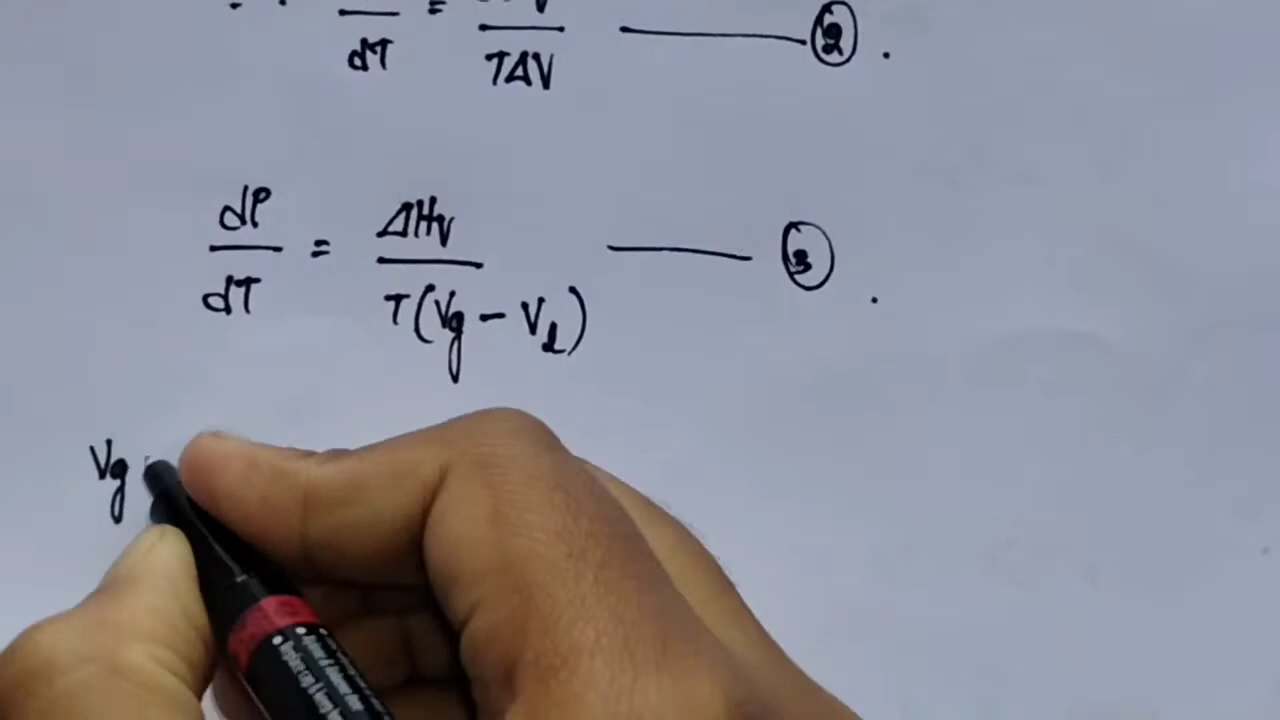 dT = TΔV ②.
dP/dT = ΔHv/T(Vg - Vl) ③.
Vg